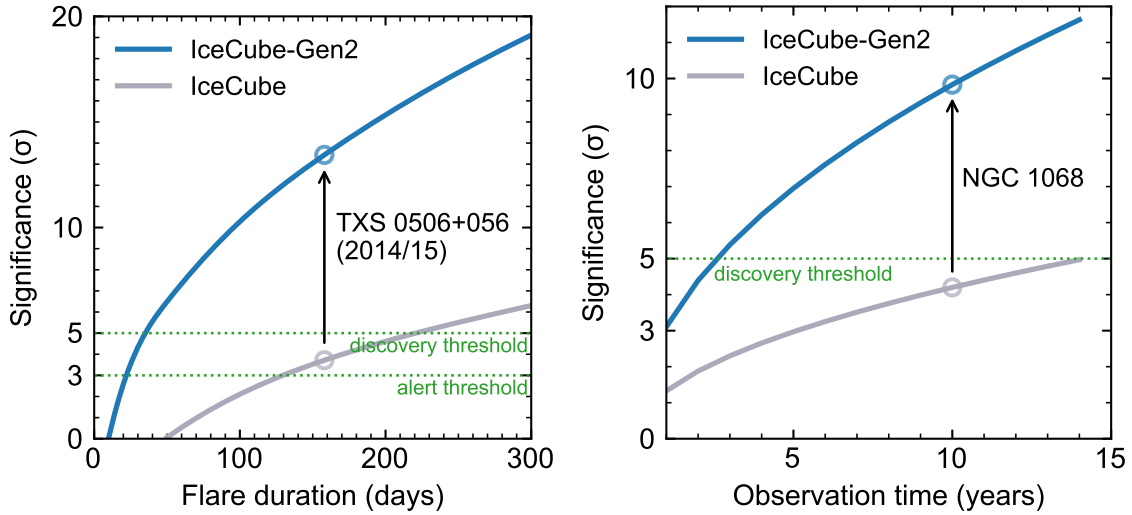 20
10
5
3
0
Significance (σ)
IceCube-Gen2
IceCube
TXS 0506+056
(2014/15)
discovery threshold
alert threshold
0
100
200
300
Flare duration (days)
10
5
3
0
Significance (σ)
IceCube-Gen2
IceCube
NGC 1068
discovery threshold
5
10
15
Observation time (years)